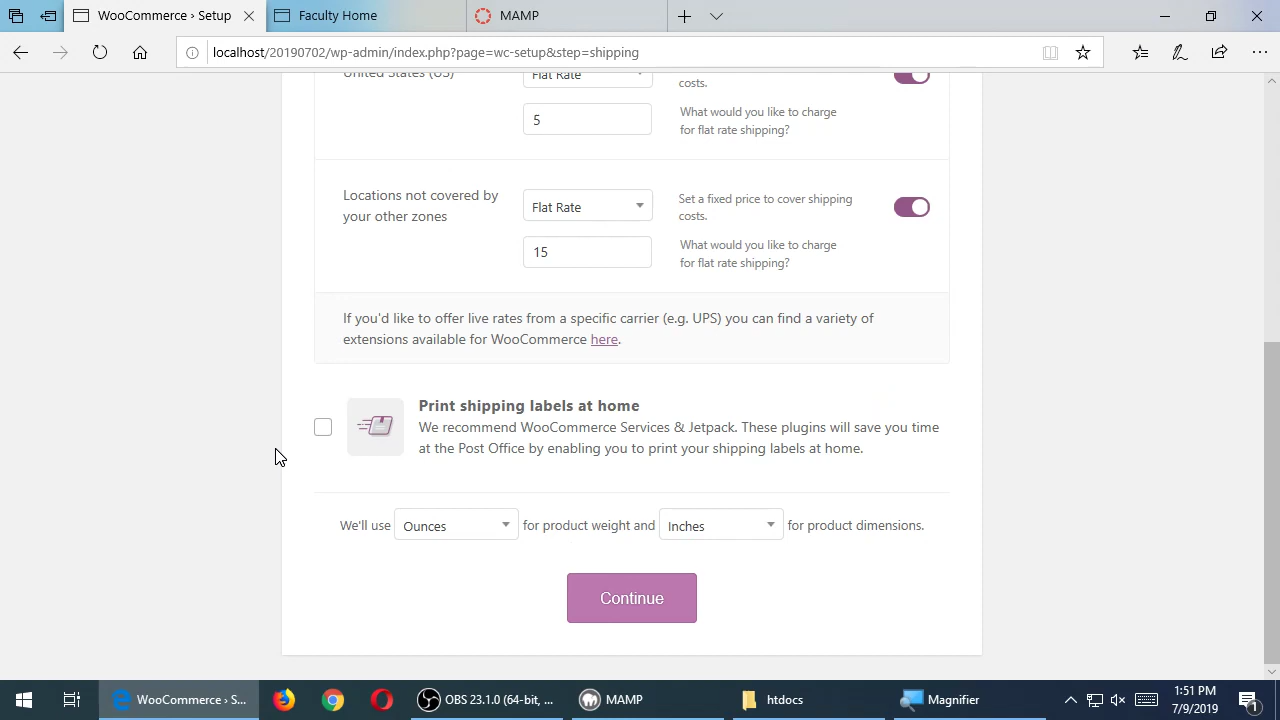 WooCommerce › Setup
Faculty Home
MAMP
localhost/20190702/wp-admin/index.php?page=wc-setup&step=shipping
United States (US)
Flat Rate
costs.
5
What would you like to charge
for flat rate shipping?
Locations not covered by
your other zones
Flat Rate
Set a fixed price to cover shipping
costs.
15
What would you like to charge
for flat rate shipping?
If you'd like to offer live rates from a specific carrier (e.g. UPS) you can find a variety of
extensions available for WooCommerce here.
Print shipping labels at home
We recommend WooCommerce Services & Jetpack. These plugins will save you time
at the Post Office by enabling you to print your shipping labels at home.
We'll use Ounces for product weight and Inches for product dimensions.
Continue
WooCommerce › S...
OBS 23.1.0 (64-bit, ...
MAMP
htdocs
Magnifier
1:51 PM
7/9/2019
1